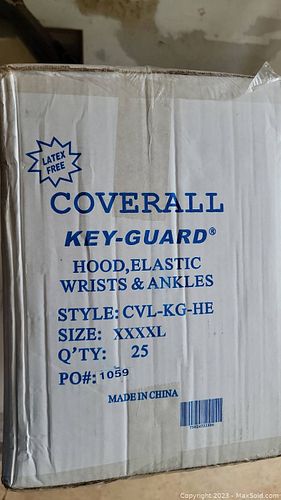 LATEX
FREE
COVERALL
KEY-GUARD®
HOOD,ELASTIC
WRISTS & ANKLES
STYLE: CVL-KG-HE
SIZE: XXXXL
Q'TY: 25
PO#: 1059
MADE IN CHINA
Copyright 2023 - MaxSold.com